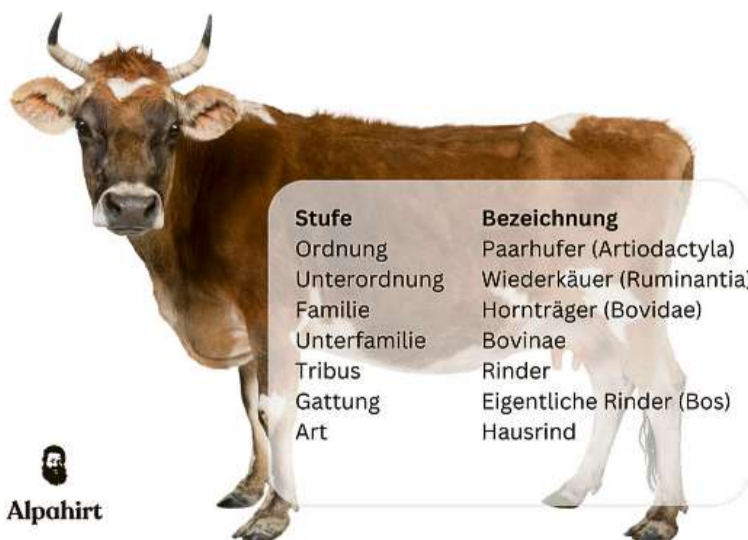 Stufe Bezeichnung
Ordnung Paarhufer (Artiodactyla)
Unterordnung Wiederkäuer (Ruminantia)
Familie Hornträger (Bovidae)
Unterfamilie Bovinae
Tribus Rinder
Gattung Eigentliche Rinder (Bos)
Art Hausrind
Alpahirt